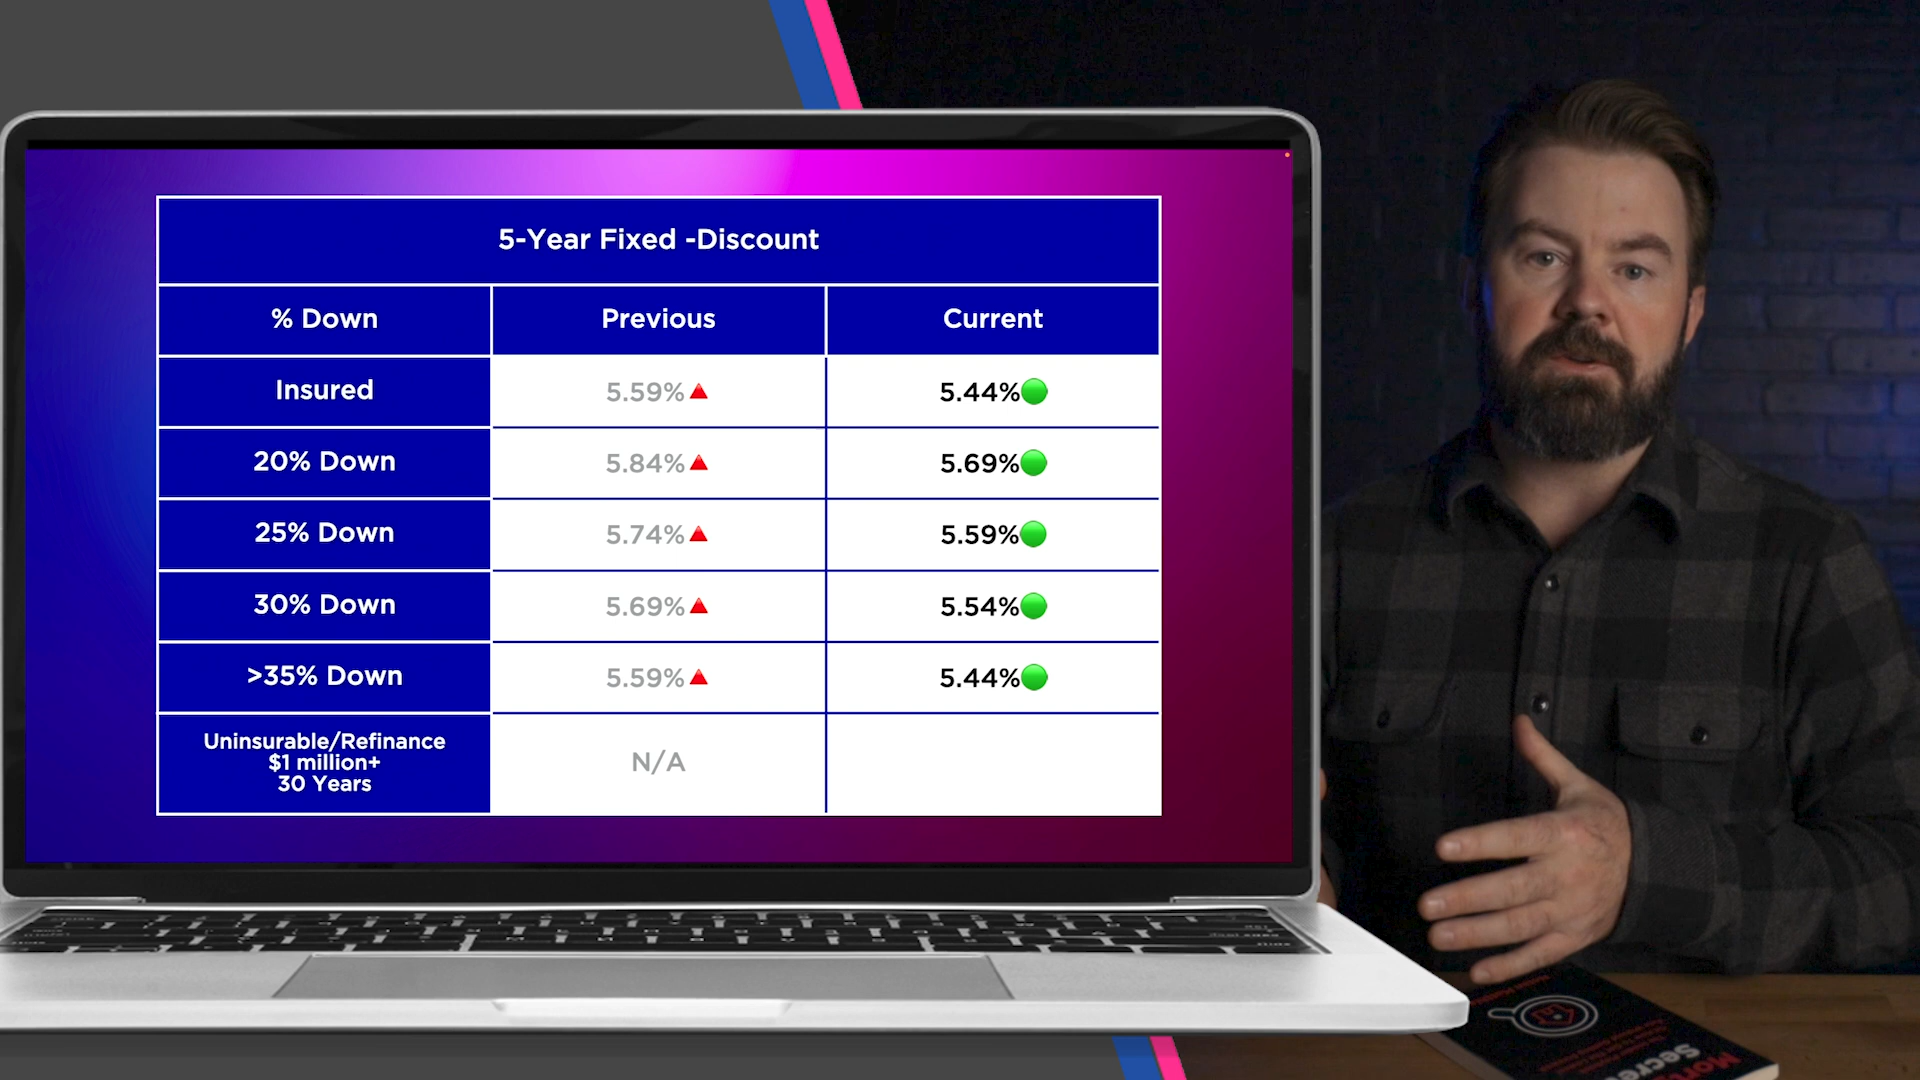 5-Year Fixed -Discount
% Down Previous Current
Insured 5.59% 5.44%
20% Down 5.84% 5.69%
25% Down 5.74% 5.59%
30% Down 5.69% 5.54%
>35% Down 5.59% 5.44%
Uninsurable/Refinance
$1 million+
30 Years
N/A